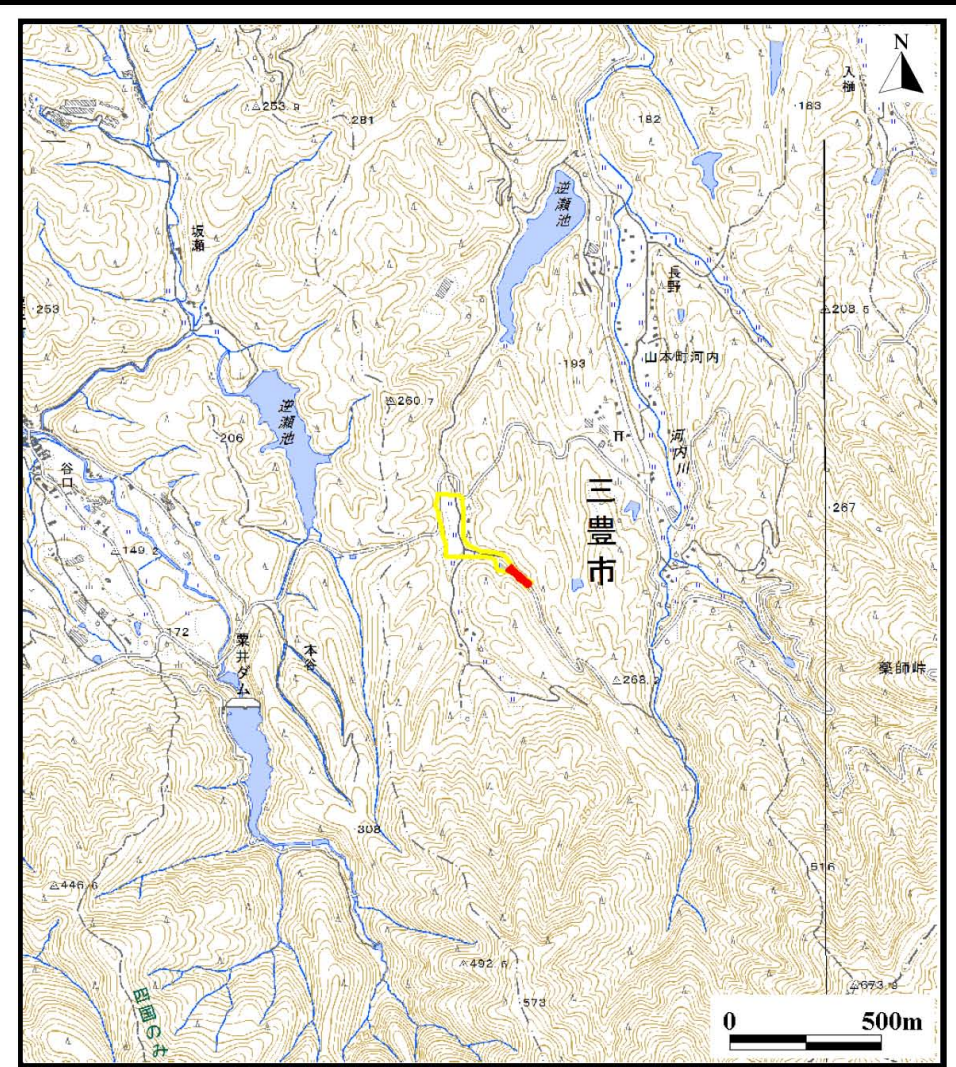 N
入樋
253.9
281
183
182
逆瀬池
坂瀬
長野
253
208.5
山本町河内
193
260.7
逆瀬池
206
河内川
谷口
三豊市
267
149.2
172
粟井ダム
本谷
268.2
薬師峠
308
516
446.6
492.6
673.9
573
四国のみ
0 500m